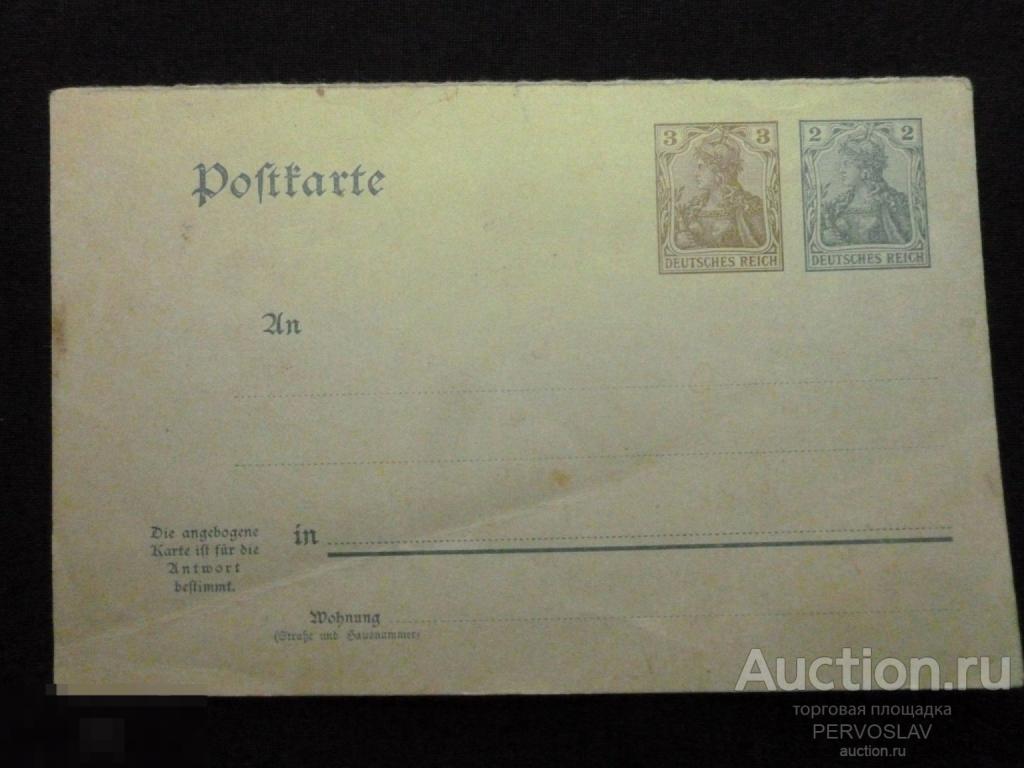 Postkarte
3 3
DEUTSCHES REICH
2 2
DEUTSCHES REICH
An
in
Die angebogene
Karte ist für die
Antwort
bestimmt.
Wohnung
(Straße und Hausnummer)
Auction.ru
торговая площадка
PERVOSLAV
auction.ru